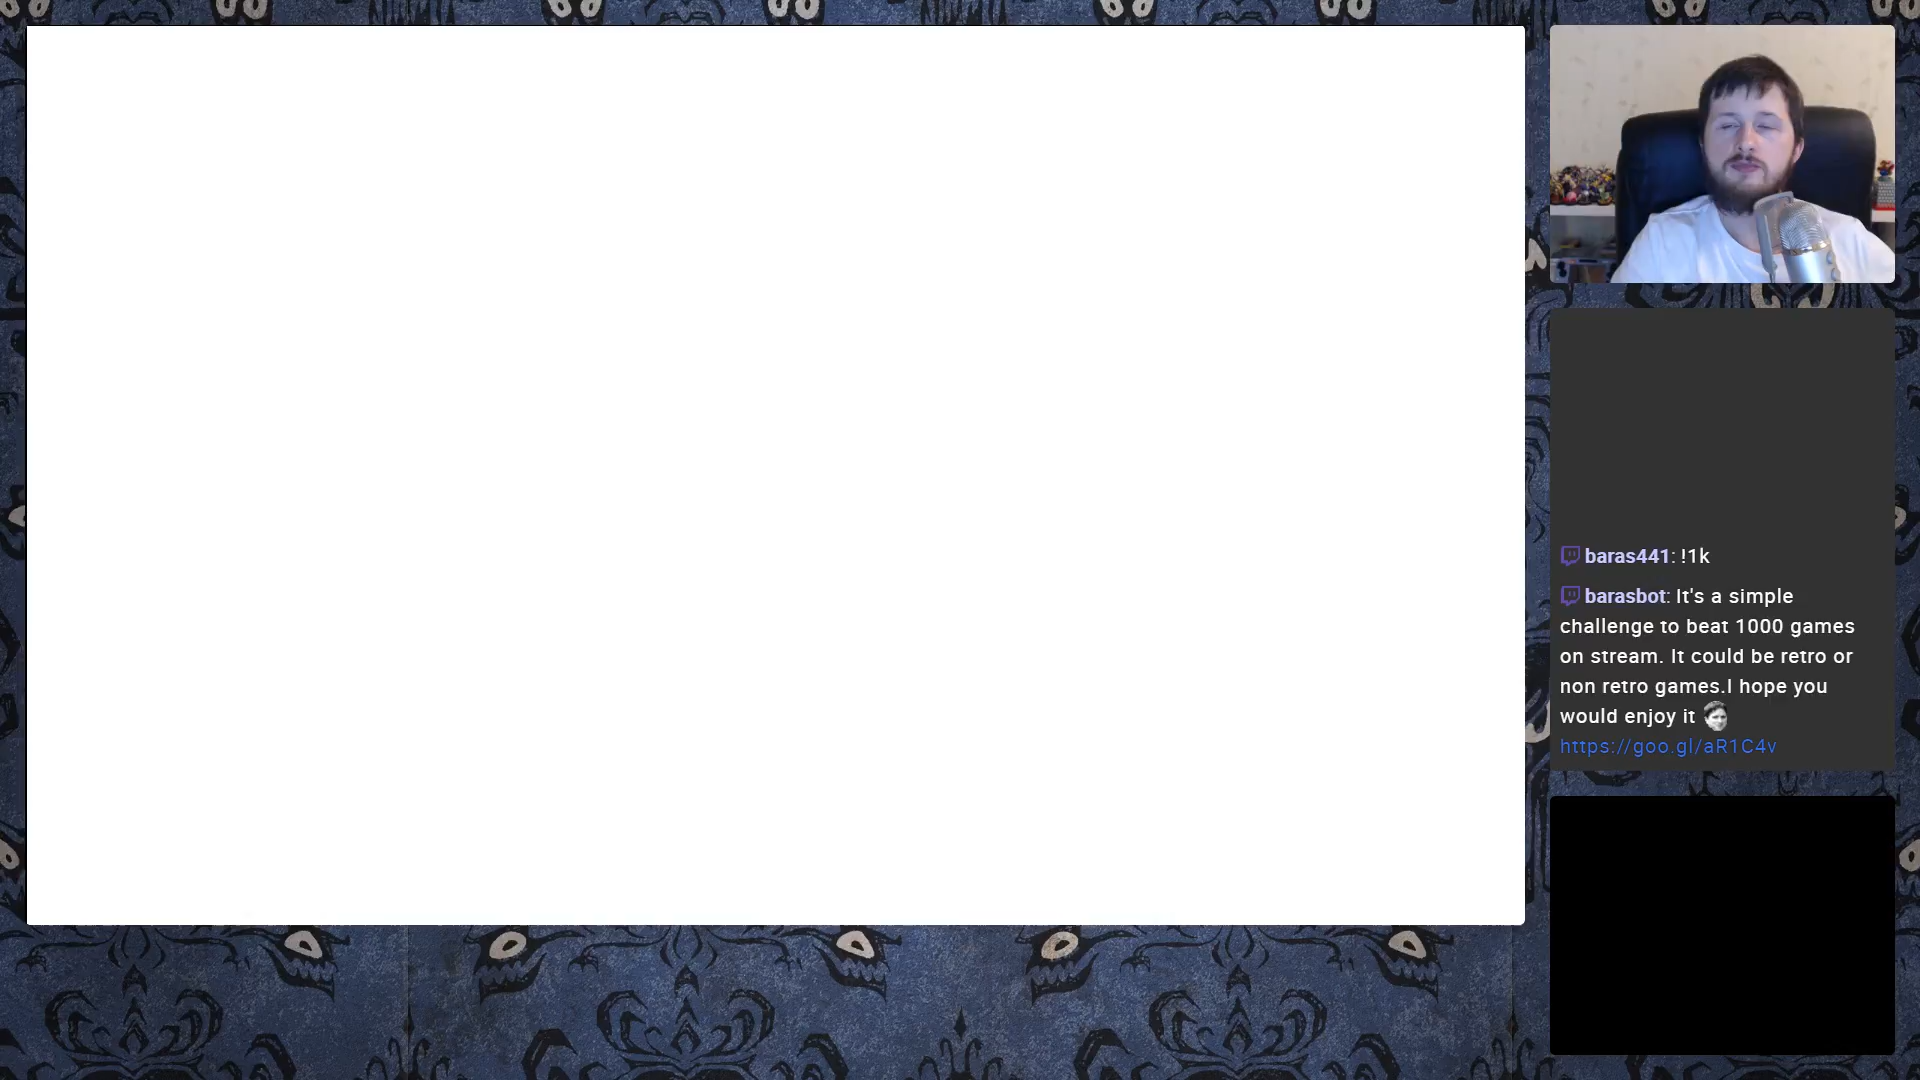 baras441: !1k
barasbot: It's a simple
challenge to beat 1000 games
on stream. It could be retro or
non retro games.I hope you
would enjoy it
https://goo.gl/aR1C4v